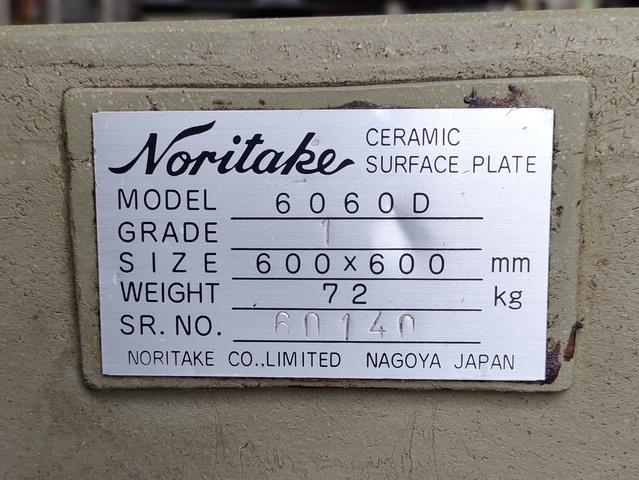 Noritake CERAMIC SURFACE PLATE
MODEL 6060D
GRADE 1
SIZE 600×600 mm
WEIGHT 72 kg
SR. NO. 60140
NORITAKE CO.,LIMITED NAGOYA JAPAN